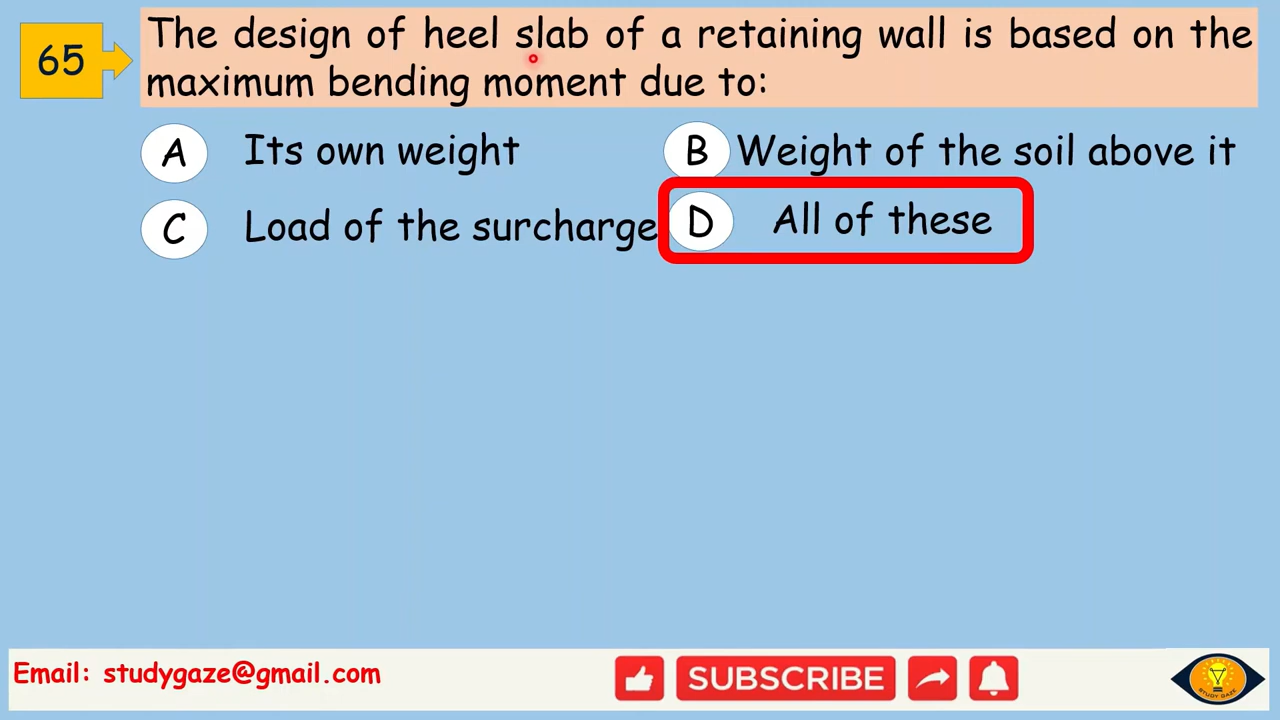 65
The design of heel slab of a retaining wall is based on the
maximum bending moment due to:
A Its own weight
B Weight of the soil above it
C Load of the surcharge
D All of these
Email: studygaze@gmail.com
SUBSCRIBE
STUDY GAZE